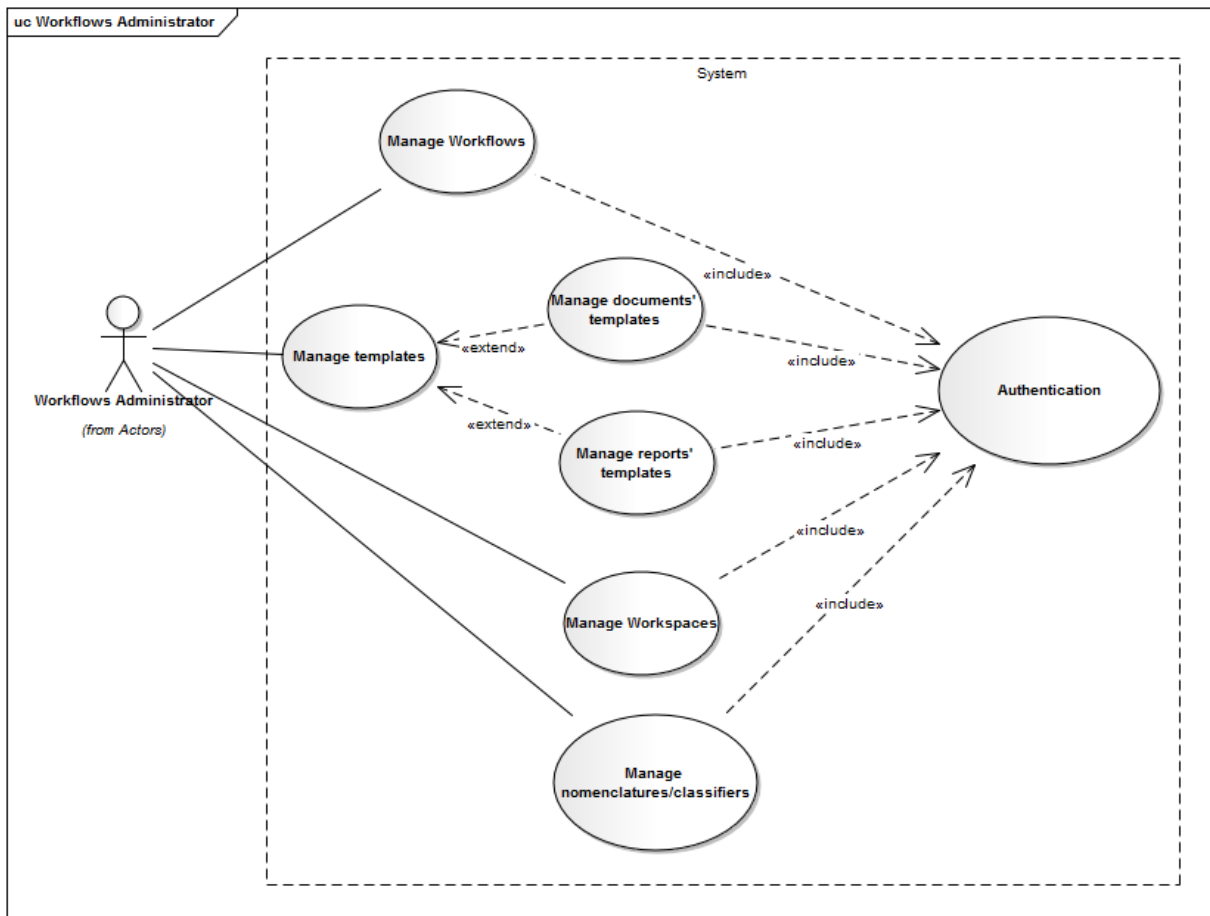 uc Workflows Administrator
System
Manage Workflows
«include»
Manage documents'
templates
«extend»
«include»
Manage templates
Authentication
Workflows Administrator
(from Actors)
«extend»
«include»
Manage reports'
templates
«include»
Manage Workspaces
«include»
Manage
nomenclatures/classifiers